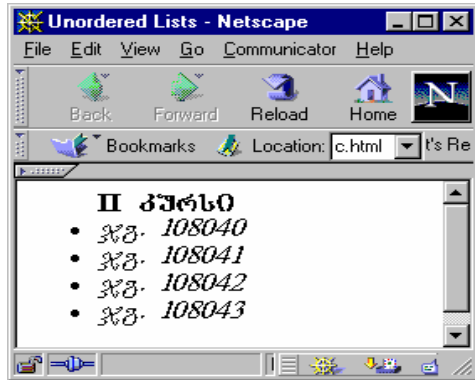 Unordered Lists - Netscape
File Edit View Go Communicator Help
Back Forward Reload Home N
Bookmarks Location: c.html t's Re
II კურსი
• ჯგ. 108040
• ჯგ. 108041
• ჯგ. 108042
• ჯგ. 108043